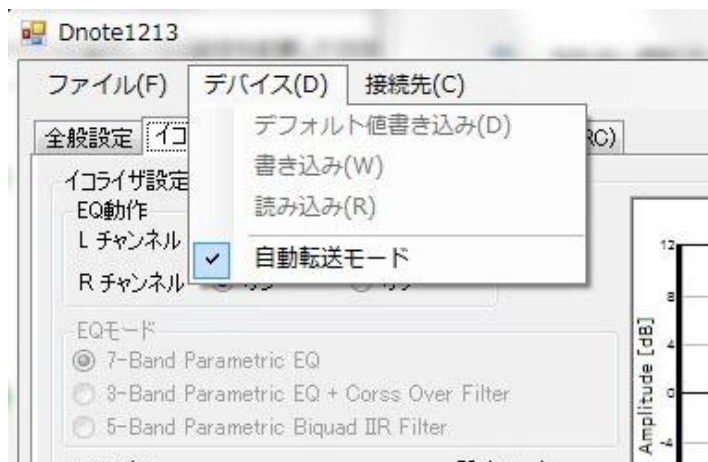 Dnote1213
ファイル(F) デバイス(D) 接続先(C)
デフォルト値書き込み(D)
全般設定 イコ RC)
書き込み(W)
イコライザ設定
読み込み(R)
EQ動作
L チャンネル
自動転送モード
R チャンネル
12
8
4
0
-4
Amplitude [dB]
EQモード
7-Band Parametric EQ
3-Band Parametric EQ + Corss Over Filter
5-Band Parametric Biquad IIR Filter